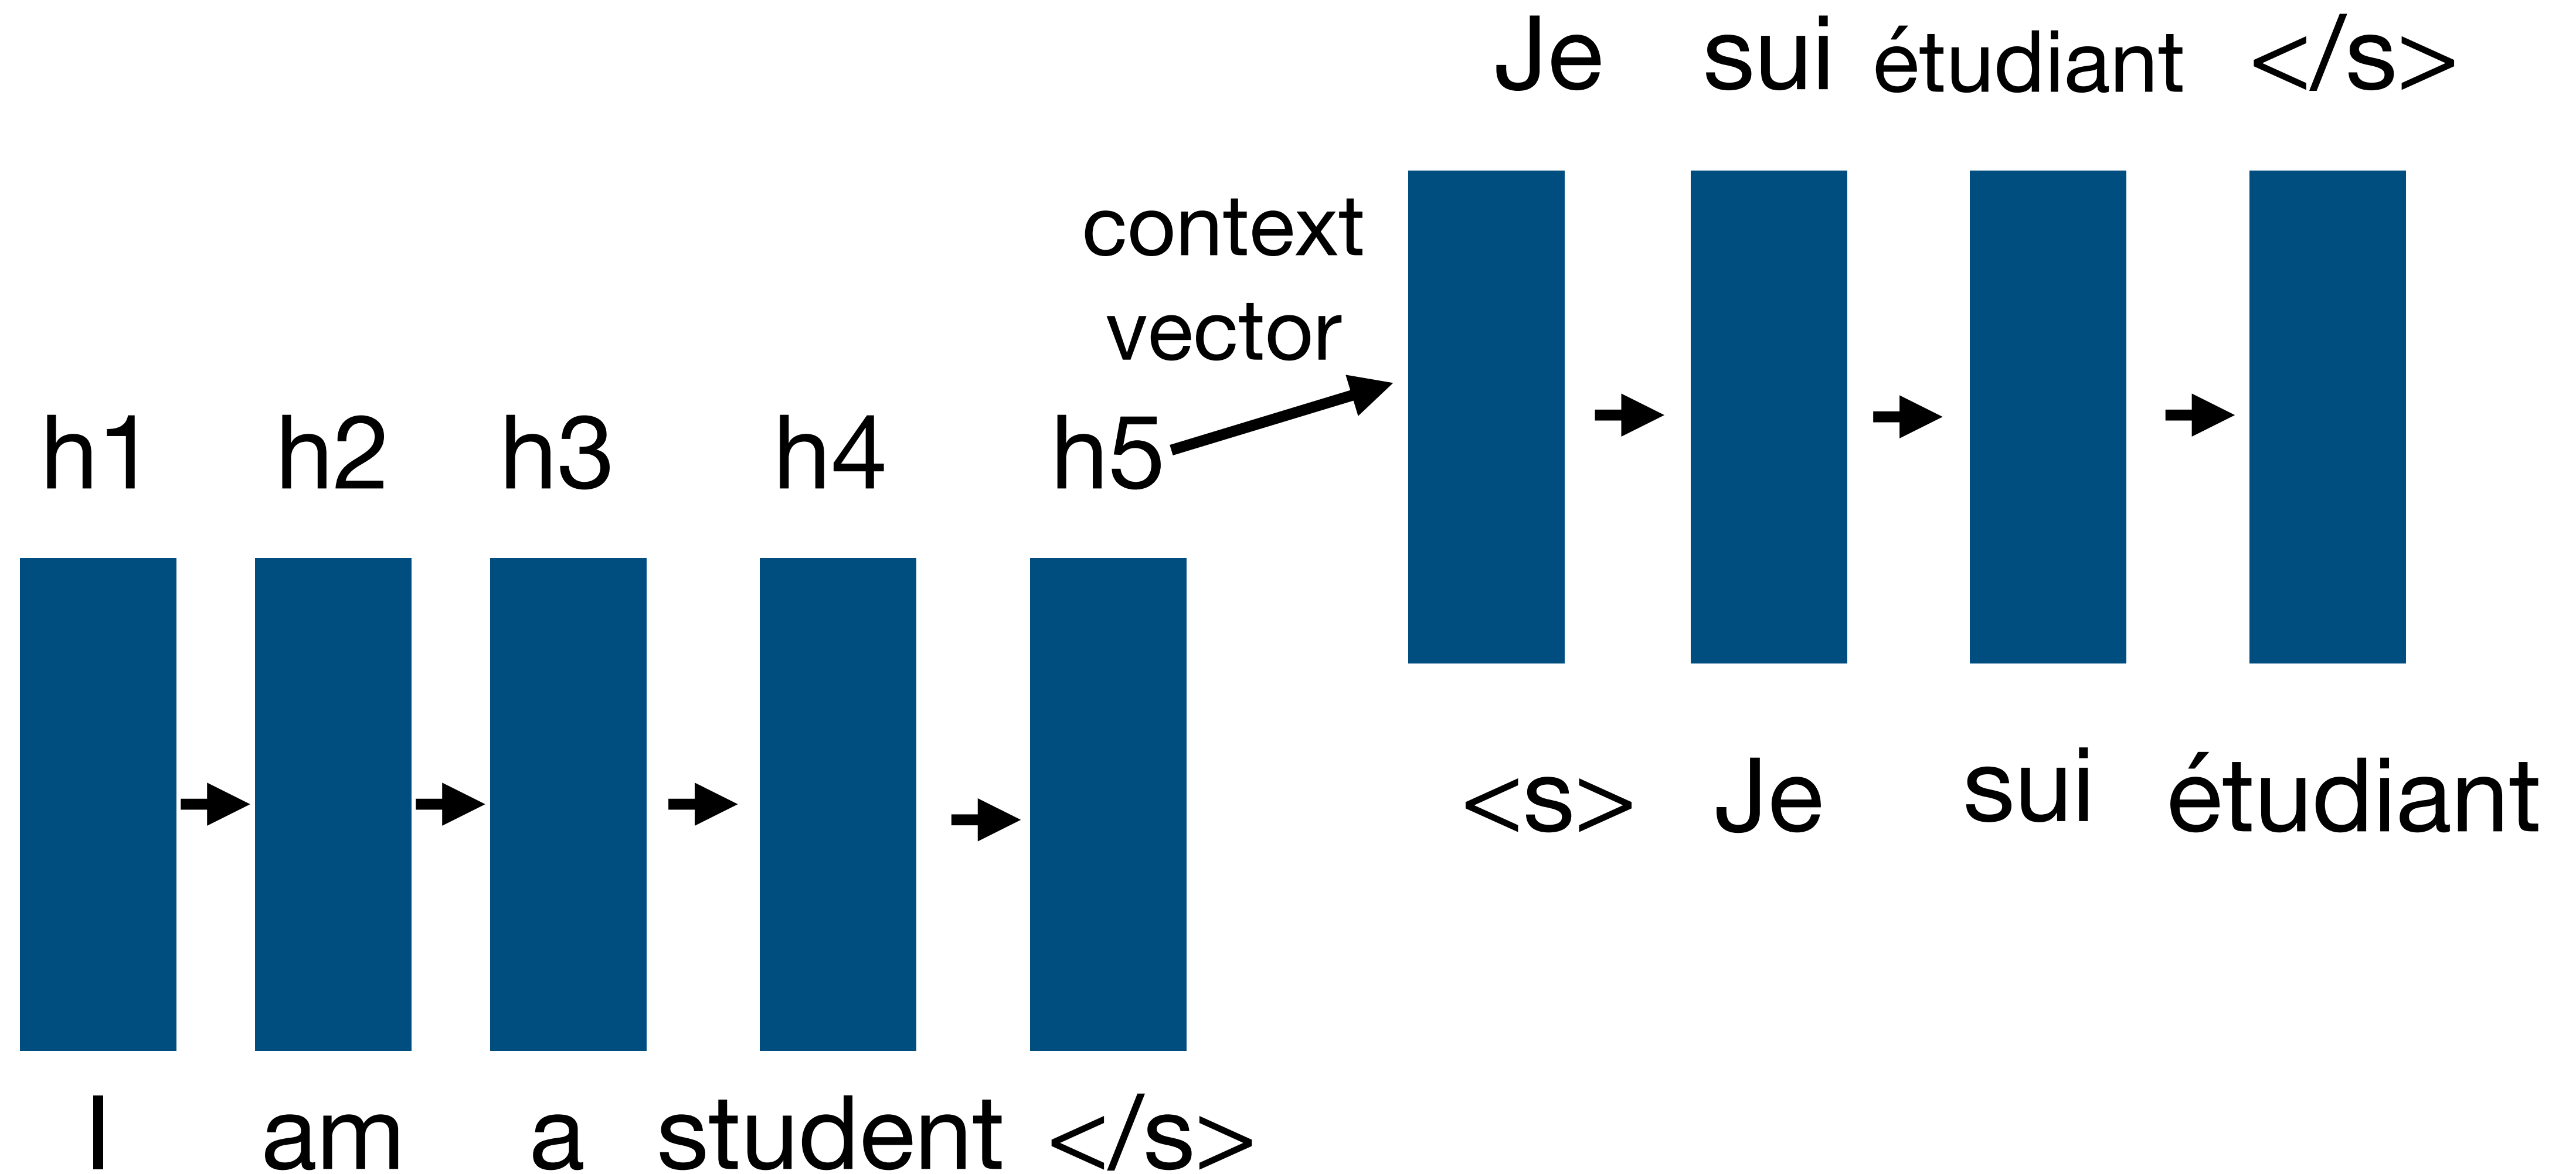 Je sui étudiant </s>
context
vector
h1 h2 h3 h4 h5
<s> Je sui étudiant
I am a student </s>